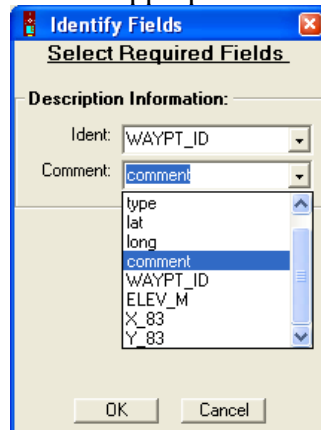 Identify Fields
Select Required Fields
Description Information:
Ident: WAYPT_ID
Comment: comment
type
lat
long
comment
WAYPT_ID
ELEV_M
X_83
Y_83
OK Cancel